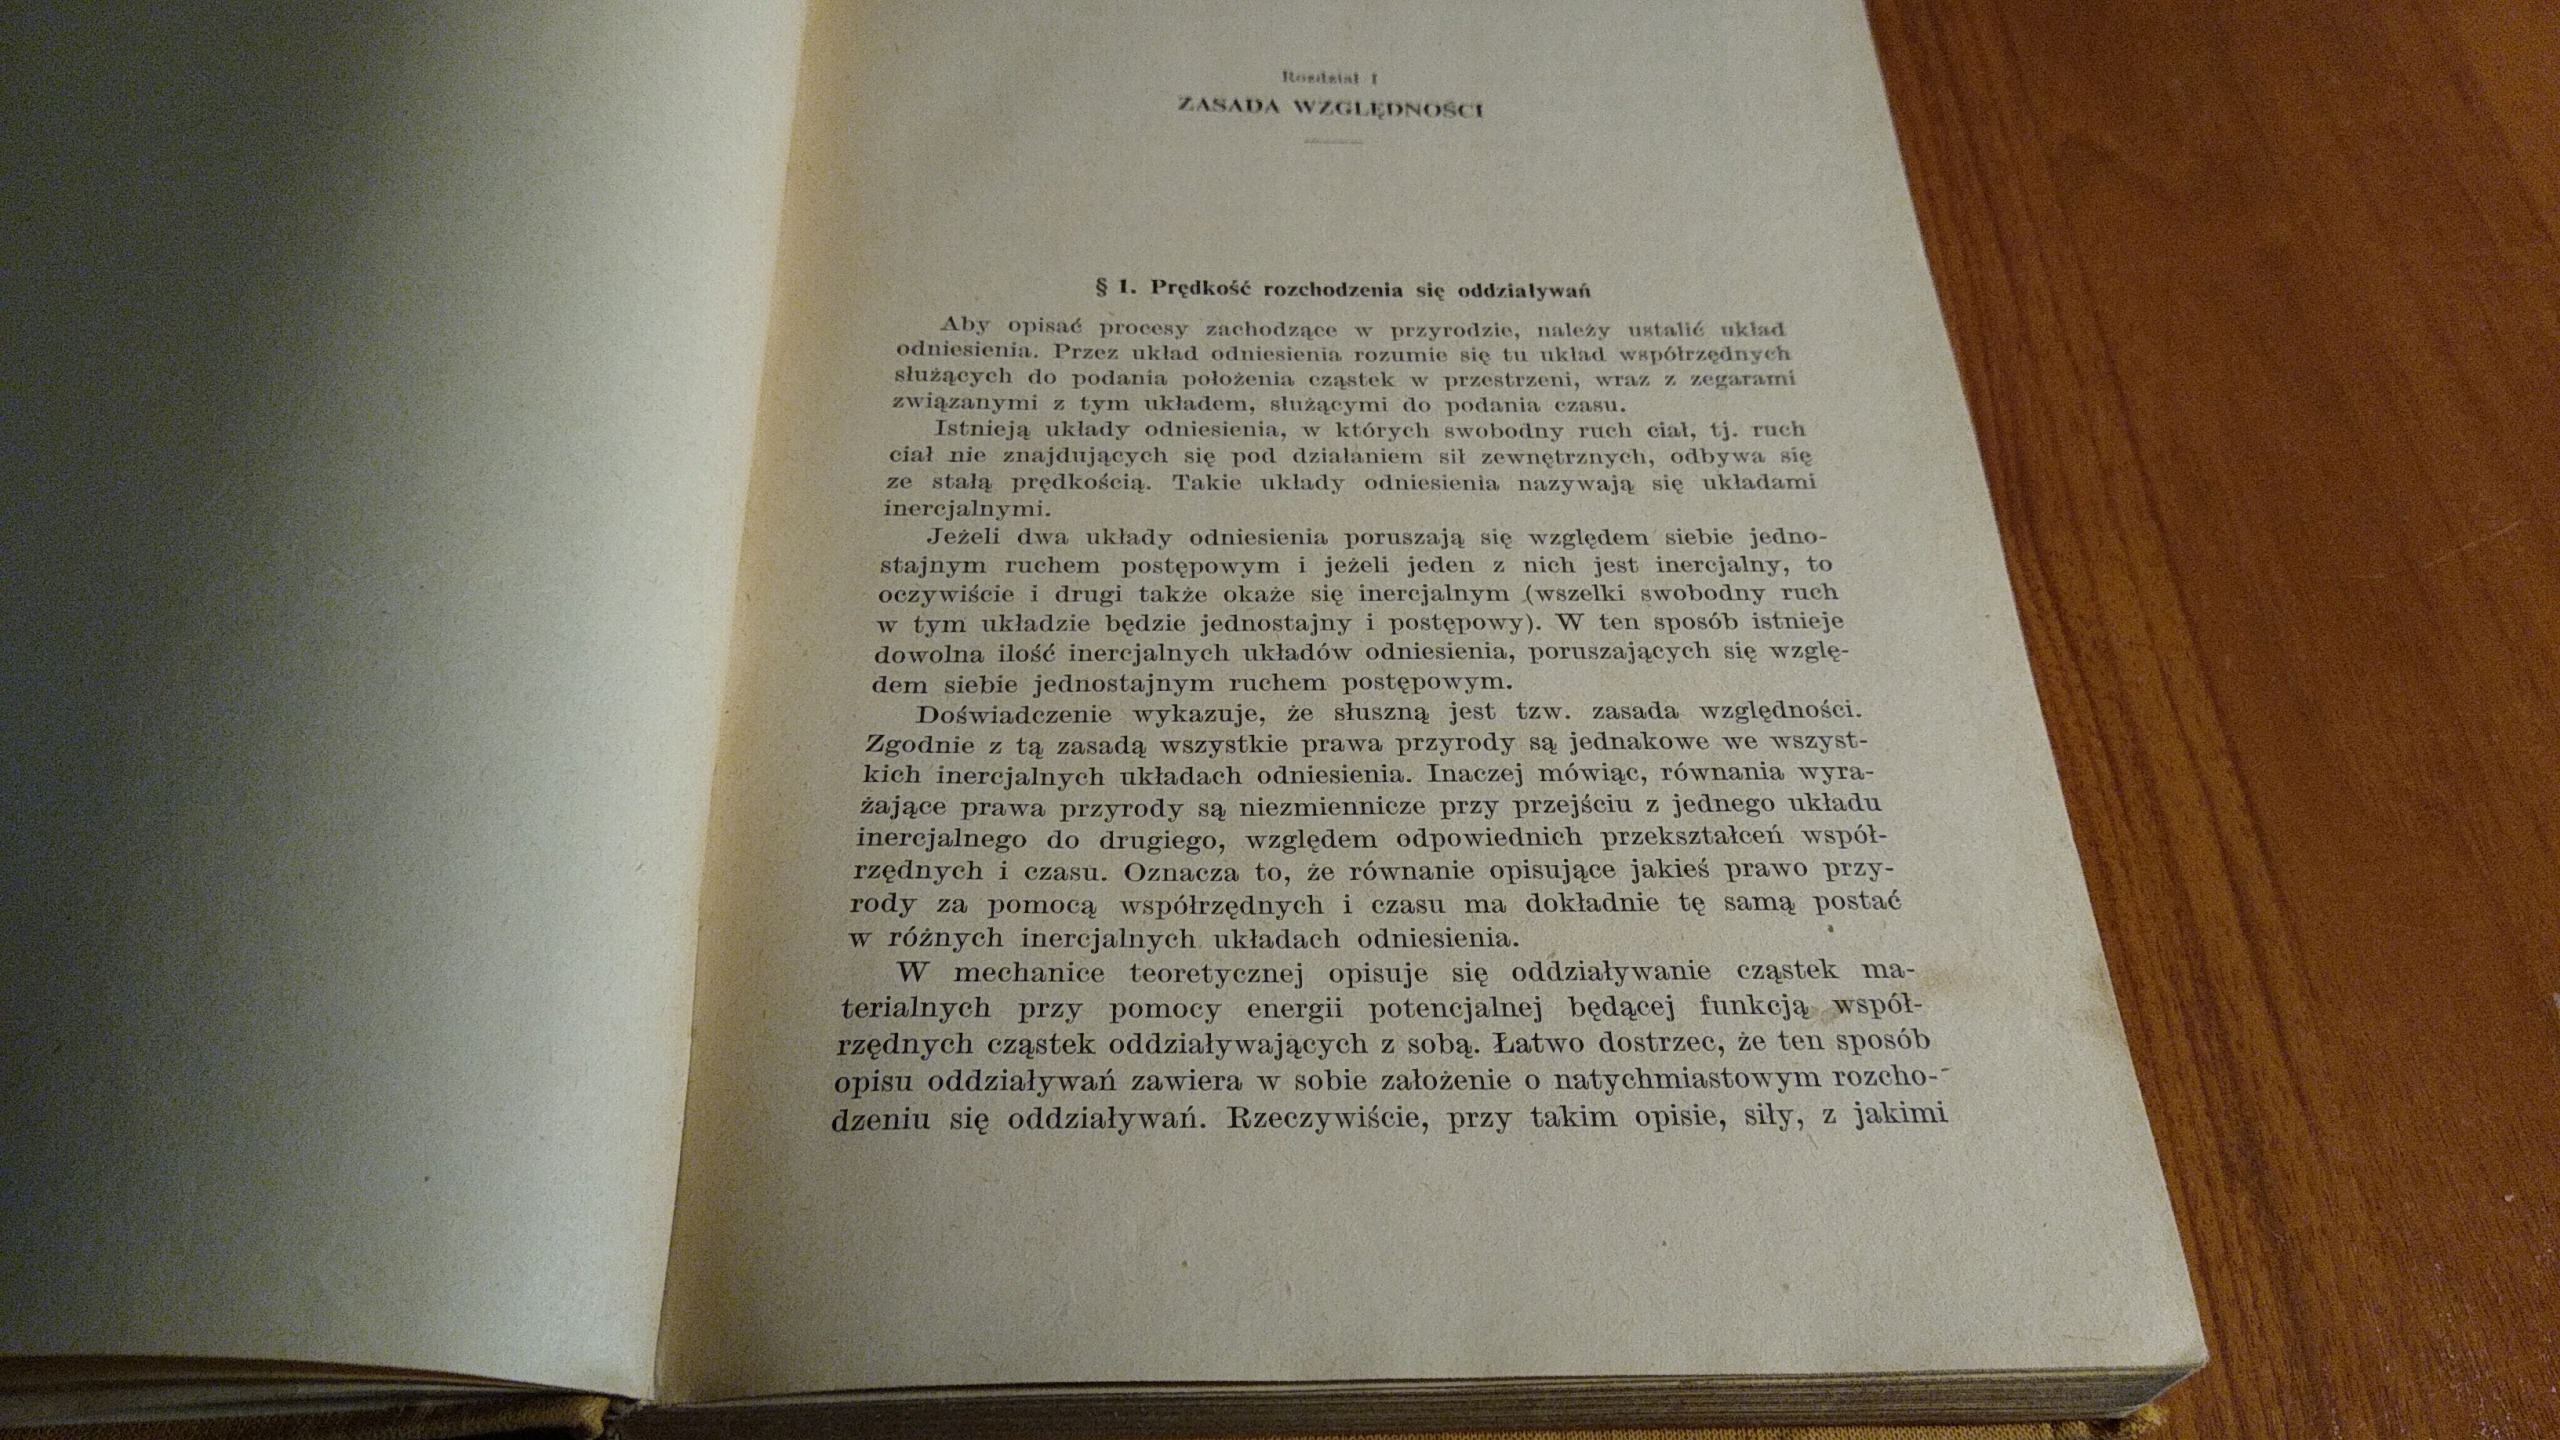 Rozdział I
ZASADA WZGLĘDNOŚCI
§ 1. Prędkość rozchodzenia się oddziaływań
Aby opisać procesy zachodzące w przyrodzie, należy ustalić układ
odniesienia. Przez układ odniesienia rozumie się tu układ współrzędnych
służących do podania położenia cząstek w przestrzeni, wraz z zegarami
związanymi z tym układem, służącymi do podania czasu.
Istnieją układy odniesienia, w których swobodny ruch ciał, tj. ruch
ciał nie znajdujących się pod działaniem sił zewnętrznych, odbywa się
ze stałą prędkością. Takie układy odniesienia nazywają się układami
inercjalnymi.
Jeżeli dwa układy odniesienia poruszają się względem siebie jedno-
stajnym ruchem postępowym i jeżeli jeden z nich jest inercjalny, to
oczywiście i drugi także okaże się inercjalnym (wszelki swobodny ruch
w tym układzie będzie jednostajny i postępowy). W ten sposób istnieje
dowolna ilość inercjalnych układów odniesienia, poruszających się wzglę-
dem siebie jednostajnym ruchem postępowym.
Doświadczenie wykazuje, że słuszną jest tzw. zasada względności.
Zgodnie z tą zasadą wszystkie prawa przyrody są jednakowe we wszyst-
kich inercjalnych układach odniesienia. Inaczej mówiąc, równania wyra-
żające prawa przyrody są niezmiennicze przy przejściu z jednego układu
inercjalnego do drugiego, względem odpowiednich przekształceń współ-
rzędnych i czasu. Oznacza to, że równanie opisujące jakieś prawo przy-
rody za pomocą współrzędnych i czasu ma dokładnie tę samą postać
w różnych inercjalnych układach odniesienia.
W mechanice teoretycznej opisuje się oddziaływanie cząstek ma-
terialnych przy pomocy energii potencjalnej będącej funkcją współ-
rzędnych cząstek oddziaływających z sobą. Łatwo dostrzec, że ten sposób
opisu oddziaływań zawiera w sobie założenie o natychmiastowym rozcho-
dzeniu się oddziaływań. Rzeczywiście, przy takim opisie, siły, z jakimi